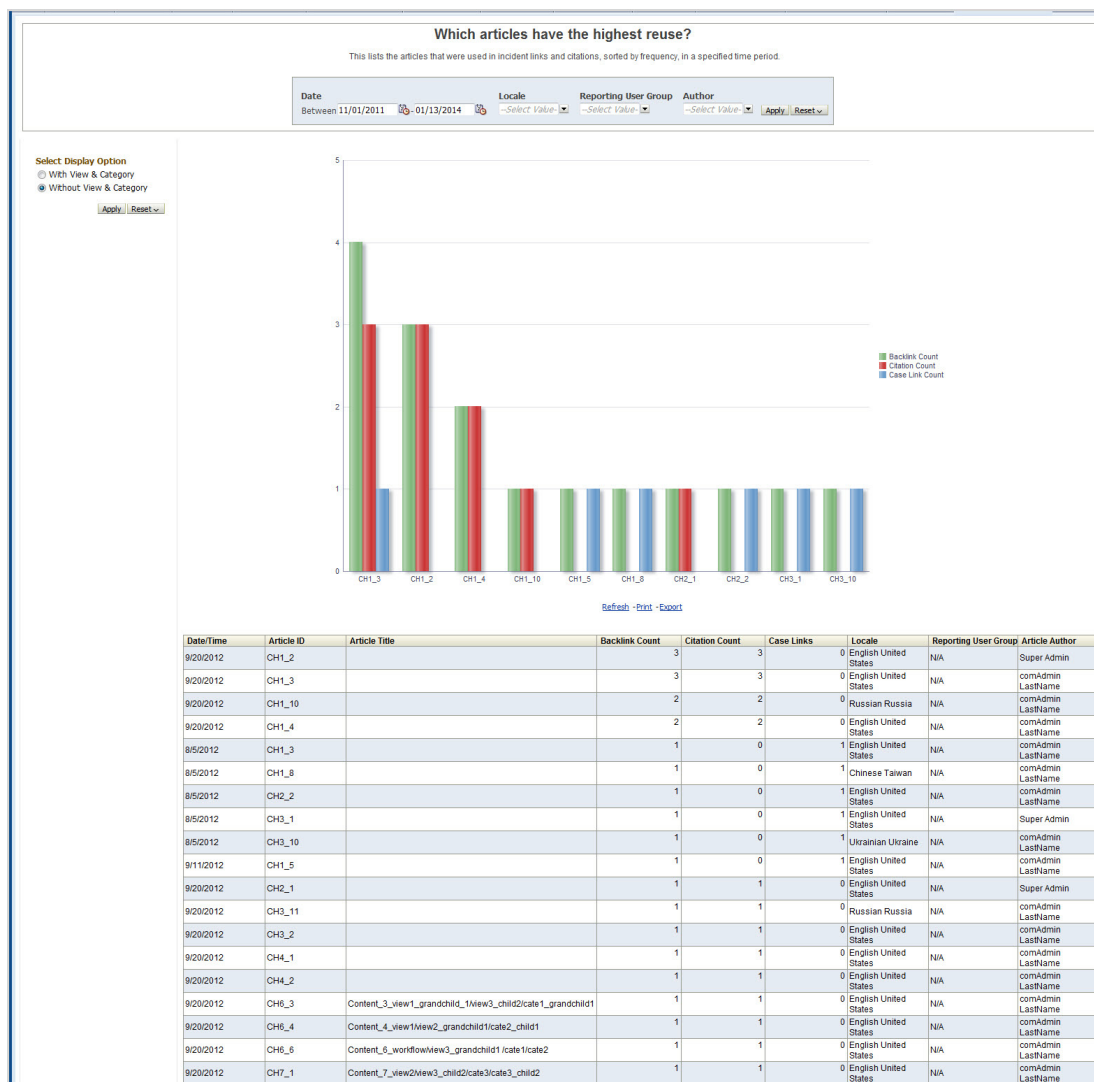 Which articles have the highest reuse?
This lists the articles that were used in incident links and citations, sorted by frequency, in a specified time period.
Date Locale Reporting User Group Author
Between 11/01/2011 - 01/13/2014 --Select Value- --Select Value- --Select Value- Apply Reset
Select Display Option
With View & Category
Without View & Category
Apply Reset
5
4
3
2
1
0
CH1_3 CH1_2 CH1_4 CH1_10 CH1_5 CH1_8 CH2_1 CH2_2 CH3_1 CH3_10
Backlink Count
Citation Count
Case Link Count
Refresh - Print - Export
Date/Time Article ID Article Title Backlink Count Citation Count Case Links Locale Reporting User Group Article Author
9/20/2012 CH1_2 3 3 0 English United States N/A Super Admin
9/20/2012 CH1_3 3 3 0 English United States N/A comAdmin LastName
9/20/2012 CH1_10 2 2 0 Russian Russia N/A comAdmin LastName
9/20/2012 CH1_4 2 2 0 English United States N/A comAdmin LastName
8/5/2012 CH1_3 1 0 1 English United States N/A comAdmin LastName
8/5/2012 CH1_8 1 0 1 Chinese Taiwan N/A comAdmin LastName
8/5/2012 CH2_2 1 0 1 English United States N/A comAdmin LastName
8/5/2012 CH3_1 1 0 1 English United States N/A Super Admin
8/5/2012 CH3_10 1 0 1 Ukrainian Ukraine N/A comAdmin LastName
9/11/2012 CH1_5 1 0 1 English United States N/A comAdmin LastName
9/20/2012 CH2_1 1 1 0 English United States N/A Super Admin
9/20/2012 CH3_11 1 1 0 Russian Russia N/A comAdmin LastName
9/20/2012 CH3_2 1 1 0 English United States N/A comAdmin LastName
9/20/2012 CH4_1 1 1 0 English United States N/A comAdmin LastName
9/20/2012 CH4_2 1 1 0 English United States N/A comAdmin LastName
9/20/2012 CH6_3 Content_3_view1_grandchild_1/view3_child2/cate1_grandchild1 1 1 0 English United States N/A comAdmin LastName
9/20/2012 CH6_4 Content_4_view1/view2_grandchild1/cate2_child1 1 1 0 English United States N/A comAdmin LastName
9/20/2012 CH6_6 Content_6_workflow/view3_grandchild1 /cate1/cate2 1 1 0 English United States N/A comAdmin LastName
9/20/2012 CH7_1 Content_7_view2/view3_child2/cate3/cate3_child2 1 1 0 English United States N/A comAdmin LastName